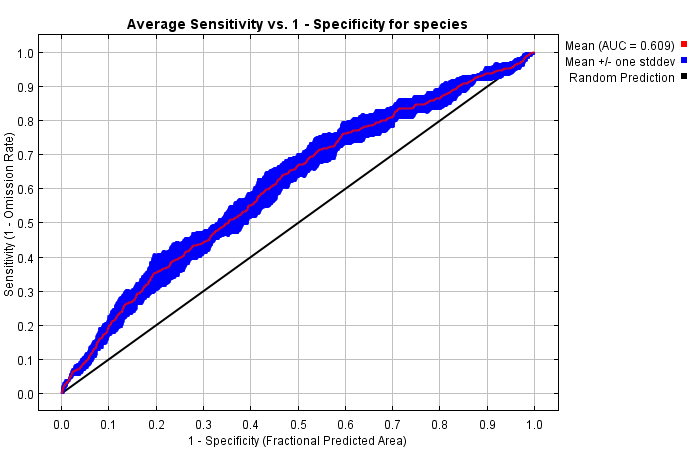 Average Sensitivity vs. 1 - Specificity for species
Mean (AUC = 0.609)
Mean +/- one stddev
Random Prediction
Sensitivity (1 - Omission Rate)
1.0
0.9
0.8
0.7
0.6
0.5
0.4
0.3
0.2
0.1
0.0
0.0 0.1 0.2 0.3 0.4 0.5 0.6 0.7 0.8 0.9 1.0
1 - Specificity (Fractional Predicted Area)